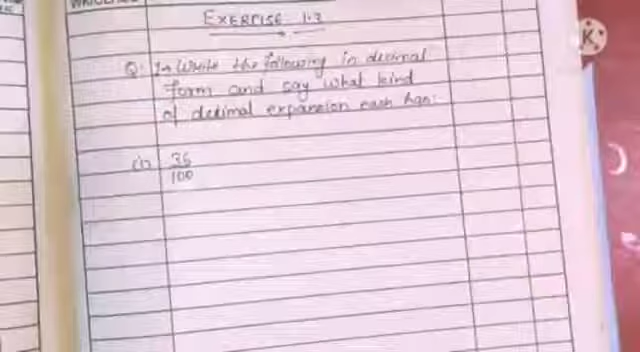 EXERCISE 1.3
Q: 1→ Write the following in decimal
form and say what kind
of decimal expansion each has:
(i) 36
100
K